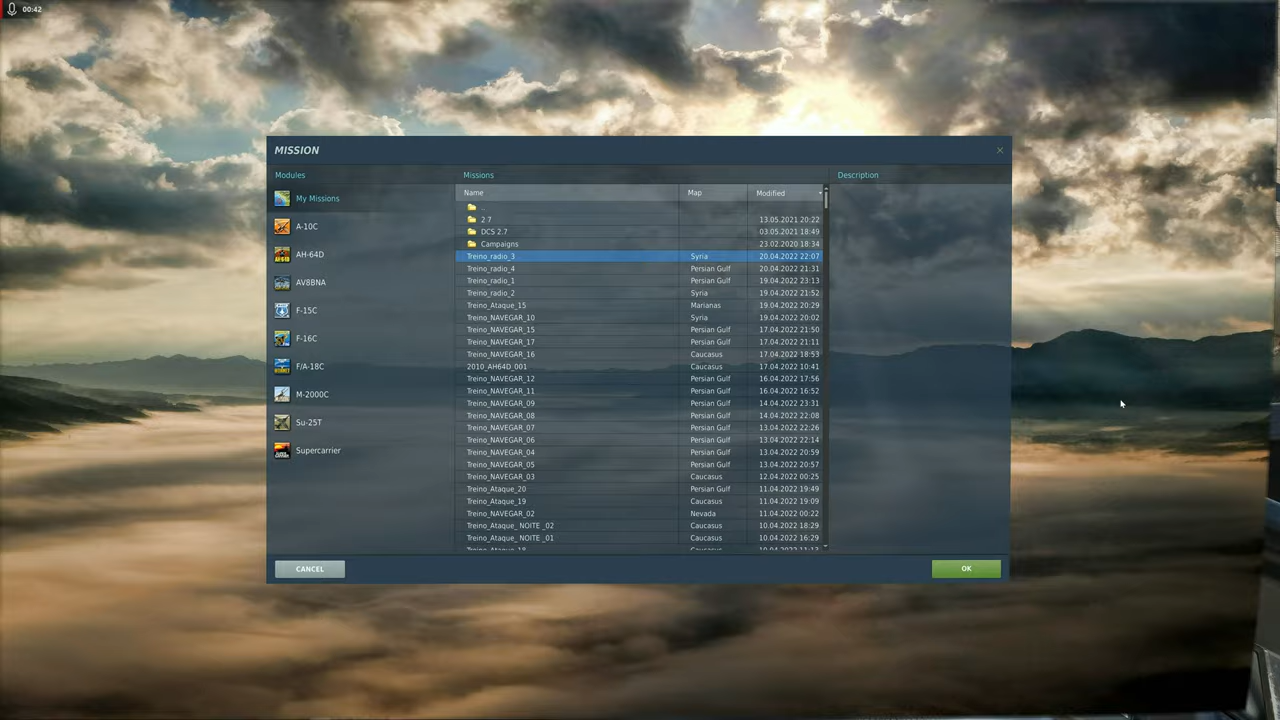 00:42
MISSION
Modules Missions Description
Name Map Modified
My Missions
A-10C
AH-64D
AV8BNA
F-15C
F-16C
F/A-18C
M-2000C
Su-25T
Supercarrier
..
2.7 13.05.2021 20:22
DCS 2.7 03.05.2021 18:49
Campaigns 23.02.2020 18:34
Treino_radio_3 Syria 20.04.2022 22:07
Treino_radio_4 Persian Gulf 20.04.2022 21:31
Treino_radio_1 Persian Gulf 19.04.2022 23:13
Treino_radio_2 Syria 19.04.2022 21:52
Treino_Ataque_15 Marianas 19.04.2022 20:29
Treino_NAVEGAR_10 Syria 19.04.2022 20:02
Treino_NAVEGAR_15 Persian Gulf 17.04.2022 21:50
Treino_NAVEGAR_17 Persian Gulf 17.04.2022 21:11
Treino_NAVEGAR_16 Caucasus 17.04.2022 18:53
2010_AH64D_001 Caucasus 17.04.2022 10:41
Treino_NAVEGAR_12 Persian Gulf 16.04.2022 17:56
Treino_NAVEGAR_11 Persian Gulf 16.04.2022 16:52
Treino_NAVEGAR_09 Persian Gulf 14.04.2022 23:31
Treino_NAVEGAR_08 Persian Gulf 14.04.2022 22:08
Treino_NAVEGAR_07 Persian Gulf 13.04.2022 22:26
Treino_NAVEGAR_06 Persian Gulf 13.04.2022 22:14
Treino_NAVEGAR_04 Persian Gulf 13.04.2022 20:59
Treino_NAVEGAR_05 Persian Gulf 13.04.2022 20:57
Treino_NAVEGAR_03 Caucasus 12.04.2022 00:25
Treino_Ataque_20 Persian Gulf 11.04.2022 19:49
Treino_Ataque_19 Caucasus 11.04.2022 19:09
Treino_NAVEGAR_02 Nevada 11.04.2022 00:22
Treino_Ataque_ NOITE _02 Caucasus 10.04.2022 18:29
Treino_Ataque_ NOITE _01 Caucasus 10.04.2022 16:29
Treino_Ataque_18 Caucasus
CANCEL OK